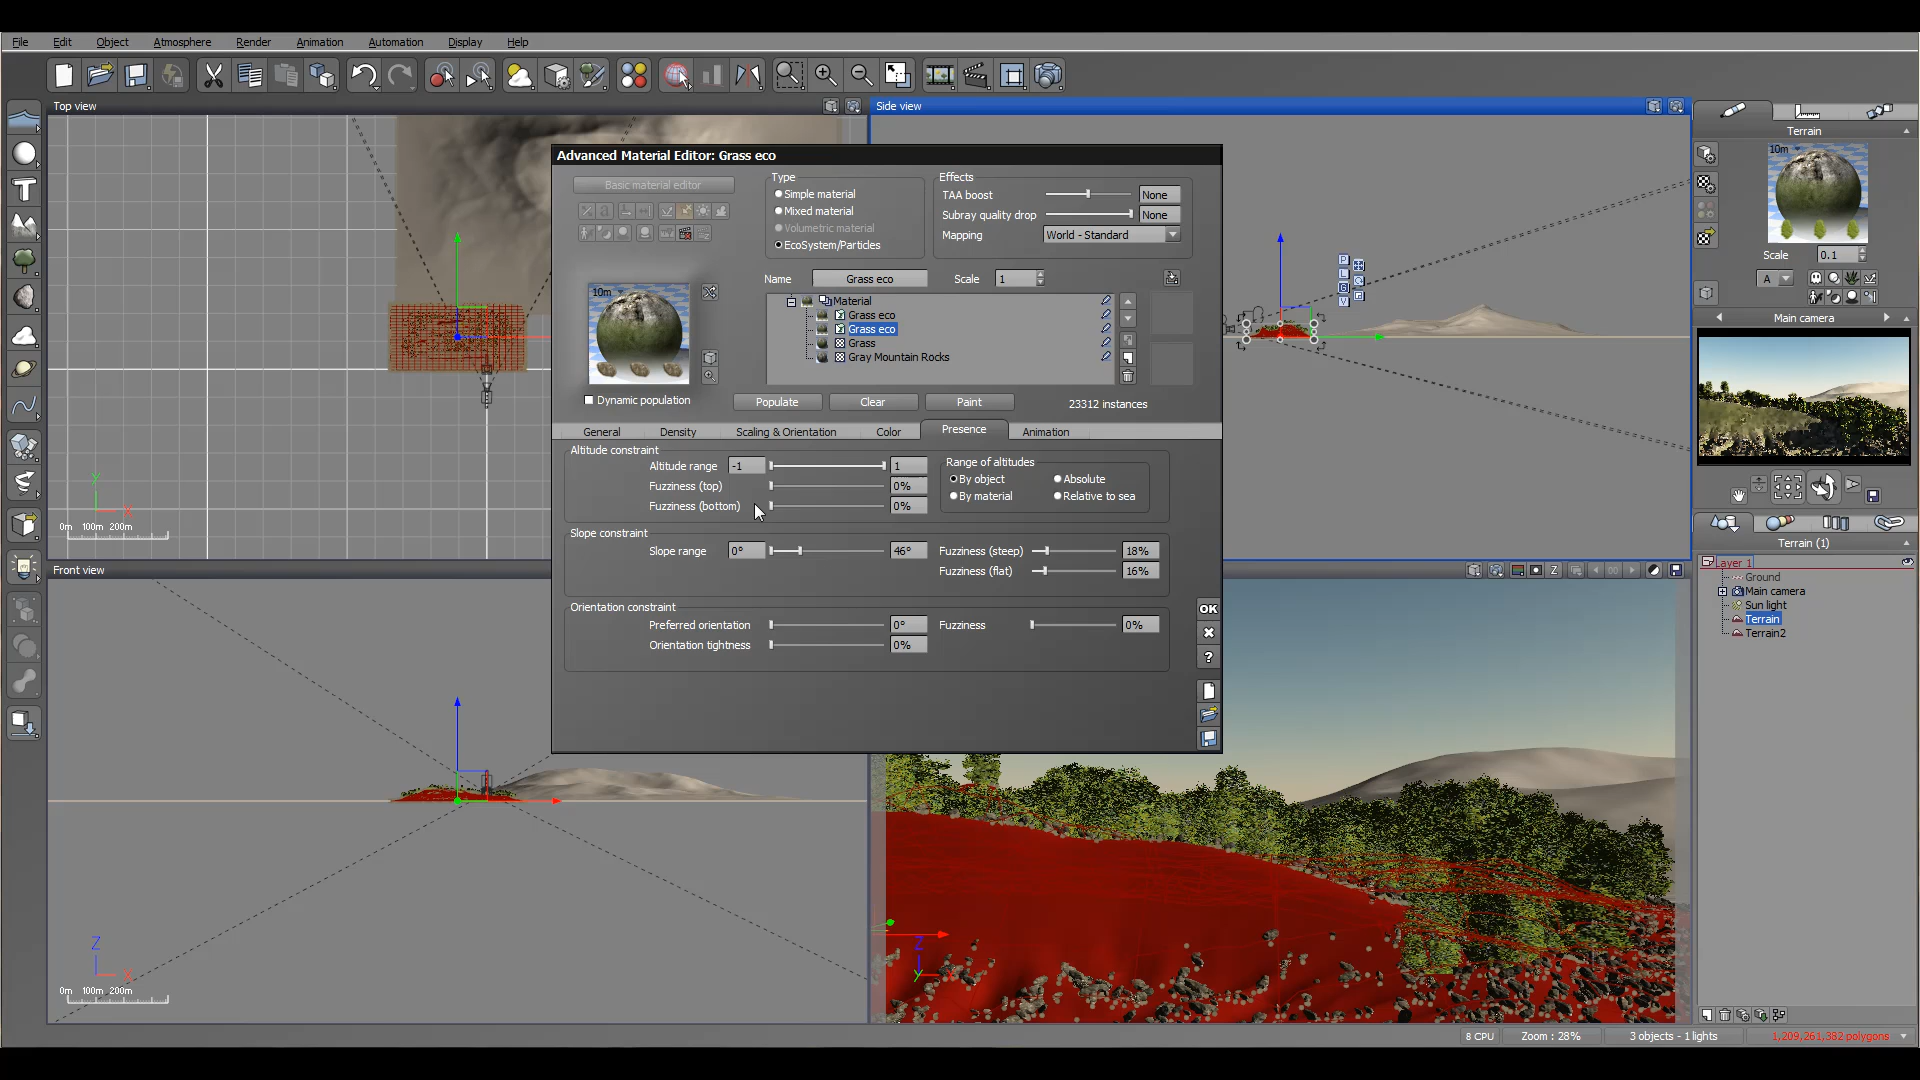 File Edit Object Atmosphere Render Animation Automation Display Help
Top view
Side view
Terrain
10m
Scale 0.1
A
Main camera
Advanced Material Editor: Grass eco
Basic material editor
Type
Simple material
Mixed material
Volumetric material
EcoSystem/Particles
Effects
TAA boost None
Subray quality drop None
Mapping World - Standard
Name Grass eco Scale 1
10m
Material
Grass eco
Grass eco
Grass
Gray Mountain Rocks
Dynamic population
Populate Clear Paint 23312 instances
General Density Scaling & Orientation Color Presence Animation
Altitude constraint
Altitude range -1 1
Fuzziness (top) 0%
Fuzziness (bottom) 0%
Range of altitudes
By object Absolute
By material Relative to sea
Slope constraint
Slope range 0° 46° Fuzziness (steep) 18%
Fuzziness (flat) 16%
Orientation constraint
Preferred orientation 0° Fuzziness 0%
Orientation tightness 0%
OK
?
P
L
G
V
Y
X
0m 100m 200m
Front view
Z
X
0m 100m 200m
Z
Z
Y
Terrain (1)
Layer 1
Ground
Main camera
Sun light
Terrain
Terrain2
8 CPU Zoom : 28% 3 objects - 1 lights 1,209,261,382 polygons